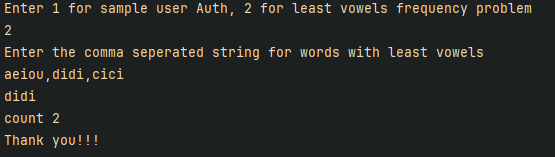 Enter 1 for sample user Auth, 2 for least vowels frequency problem
2
Enter the comma seperated string for words with least vowels
aeiou,didi,cici
didi
count 2
Thank you!!!